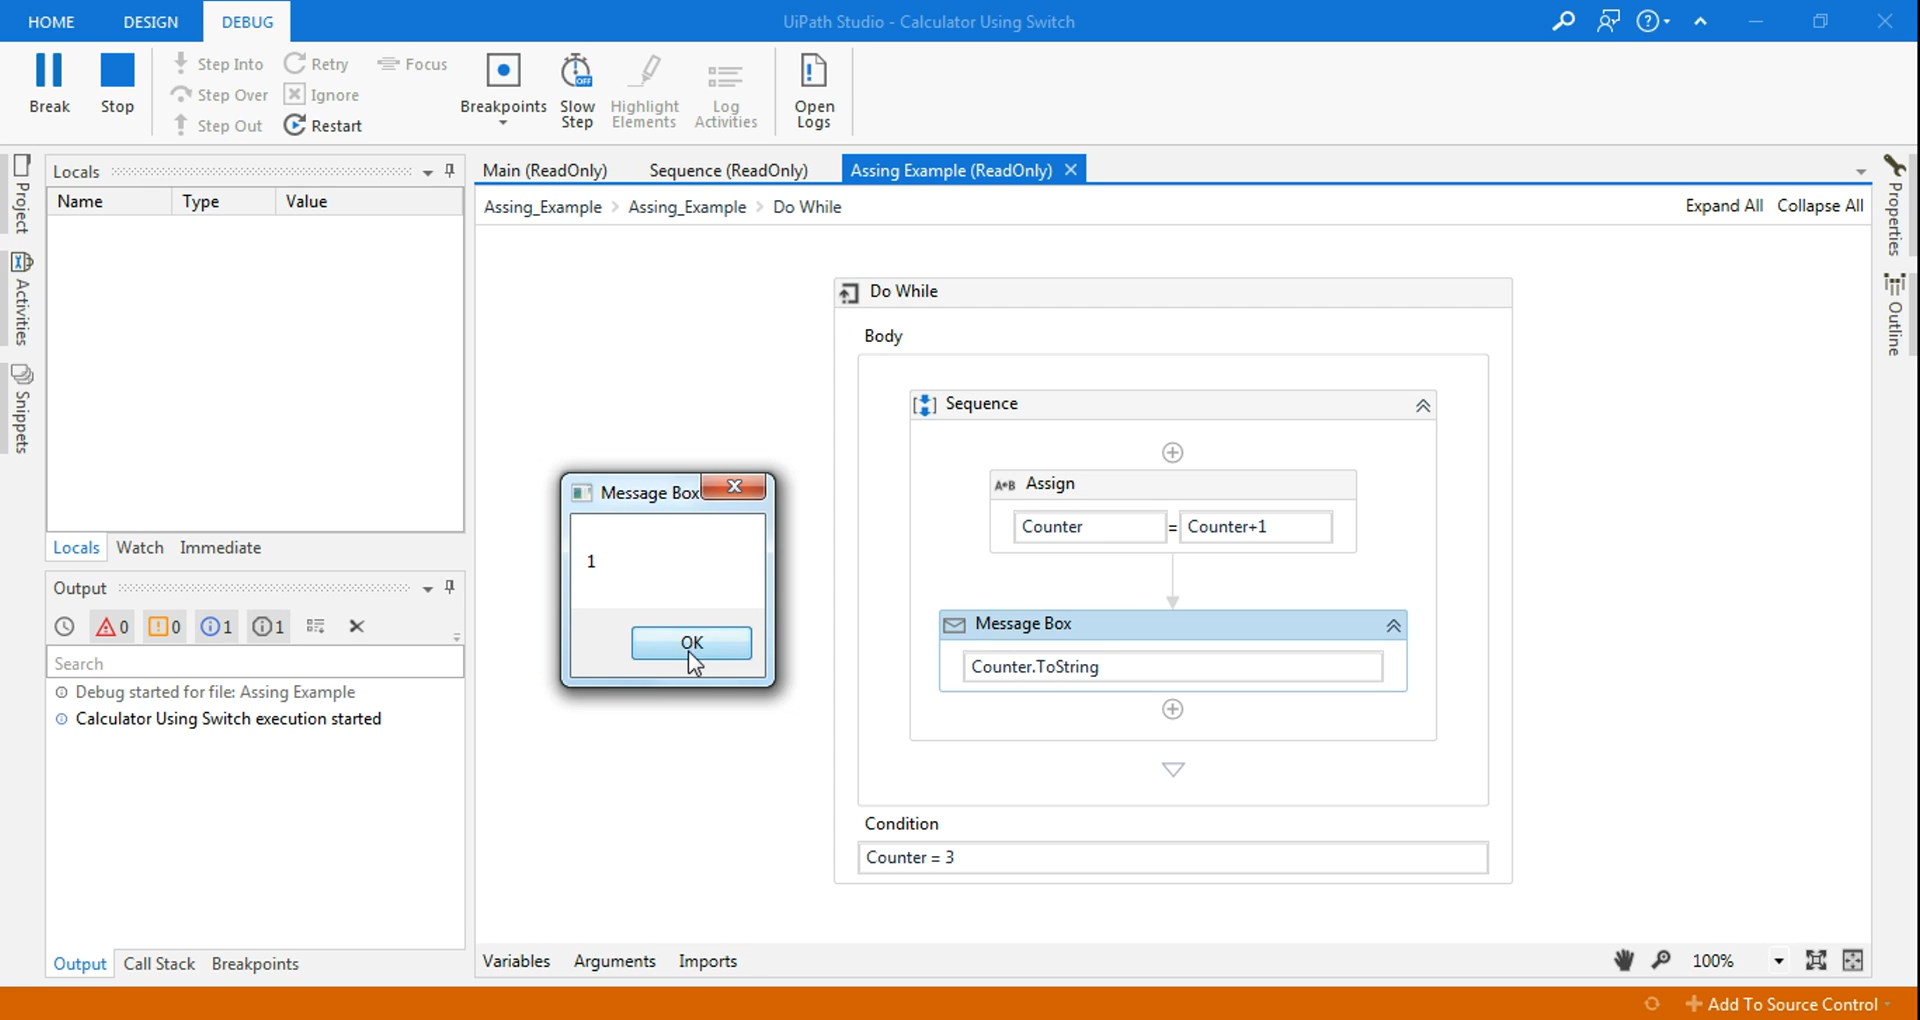 HOME DESIGN DEBUG UiPath Studio - Calculator Using Switch
Break Stop Step Into Retry Focus Breakpoints Slow Step Highlight Elements Log Activities Open Logs
Step Over Ignore
Step Out Restart
OFF
Project
Activities
Snippets
Locals
Name Type Value
Locals Watch Immediate
Output
0 0 1 1
Search
Debug started for file: Assing Example
Calculator Using Switch execution started
Output Call Stack Breakpoints
Main (ReadOnly) Sequence (ReadOnly) Assing Example (ReadOnly)
Assing_Example > Assing_Example > Do While Expand All Collapse All
Do While
Body
Sequence
A*B Assign
Counter = Counter+1
Message Box
Counter.ToString
Condition
Counter = 3
Message Box
1
OK
Variables Arguments Imports 100%
Properties
Outline
Add To Source Control